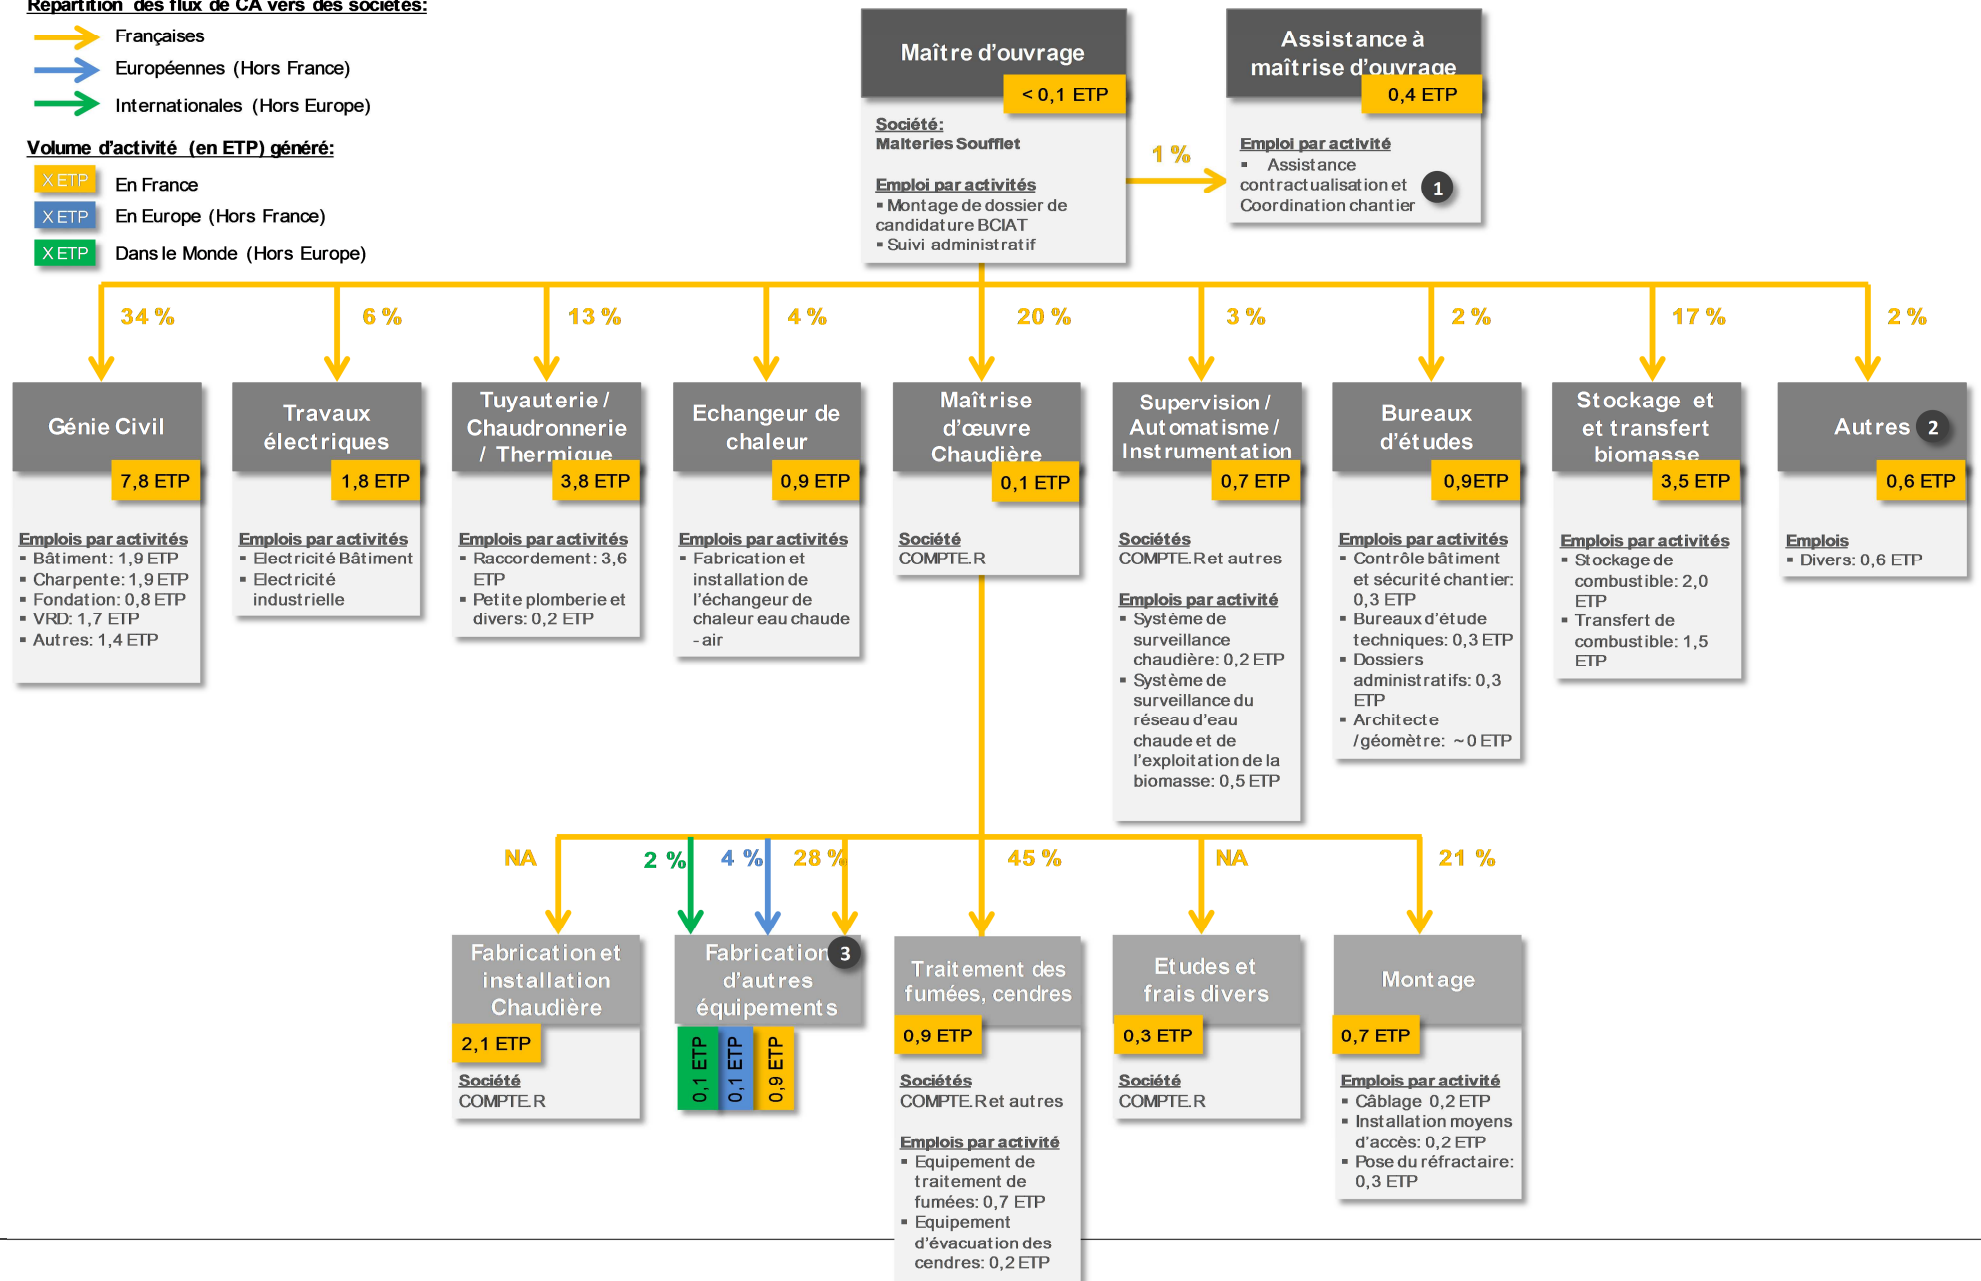 Répartition des flux de CA vers des sociétés:
Françaises
Européennes (Hors France)
Internationales (Hors Europe)
Volume d'activité (en ETP) généré:
X ETP
En France
X ETP
En Europe (Hors France)
X ETP
Dans le Monde (Hors Europe)
Maître d'ouvrage
< 0,1 ETP
Société:
Malteries Soufflet
Emploi par activités
▪ Montage de dossier de
candidature BCIAT
▪ Suivi administratif
1 %
Assistance à
maîtrise d'ouvrage
0,4 ETP
Emploi par activité
▪ Assistance
contractualisation et
Coordination chantier
1
34 %
6 %
13 %
4 %
20 %
3 %
2 %
17 %
2 %
Génie Civil
7,8 ETP
Emplois par activités
▪ Bâtiment: 1,9 ETP
▪ Charpente: 1,9 ETP
▪ Fondation: 0,8 ETP
▪ VRD: 1,7 ETP
▪ Autres: 1,4 ETP
Travaux
électriques
1,8 ETP
Emplois par activités
▪ Electricité Bâtiment
▪ Electricité
industrielle
Tuyauterie /
Chaudronnerie
/ Thermique
3,8 ETP
Emplois par activités
▪ Raccordement: 3,6
ETP
▪ Petite plomberie et
divers: 0,2 ETP
Echangeur de
chaleur
0,9 ETP
Emplois par activités
▪ Fabrication et
installation de
l'échangeur de
chaleur eau chaude
- air
Maîtrise
d'œuvre
Chaudière
0,1 ETP
Société
COMPTE.R
Supervision /
Automatisme /
Instrumentation
0,7 ETP
Sociétés
COMPTE.R et autres
Emplois par activité
▪ Système de
surveillance
chaudière: 0,2 ETP
▪ Système de
surveillance du
réseau d'eau
chaude et de
l'exploitation de la
biomasse: 0,5 ETP
Bureaux
d'études
0,9ETP
Emplois par activités
▪ Contrôle bâtiment
et sécurité chantier:
0,3 ETP
▪ Bureaux d'étude
techniques: 0,3 ETP
▪ Dossiers
administratifs: 0,3
ETP
▪ Architecte
/géomètre: ~0 ETP
Stockage et
et transfert
biomasse
3,5 ETP
Emplois par activités
▪ Stockage de
combustible: 2,0
ETP
▪ Transfert de
combustible: 1,5
ETP
Autres
2
0,6 ETP
Emplois
▪ Divers: 0,6 ETP
NA
2 %
4 %
28 %
45 %
NA
21 %
Fabrication et
installation
Chaudière
2,1 ETP
Société
COMPTE.R
Fabrication
d'autres
équipements
3
0,1 ETP
0,1 ETP
0,9 ETP
Traitement des
fumées, cendres
0,9 ETP
Sociétés
COMPTE.R et autres
Emplois par activité
▪ Equipement de
traitement de
fumées: 0,7 ETP
▪ Equipement
d'évacuation des
cendres: 0,2 ETP
Etudes et
frais divers
0,3 ETP
Société
COMPTE.R
Montage
0,7 ETP
Emplois par activité
▪ Câblage 0,2 ETP
▪ Installation moyens
d'accès: 0,2 ETP
▪ Pose du réfractaire:
0,3 ETP